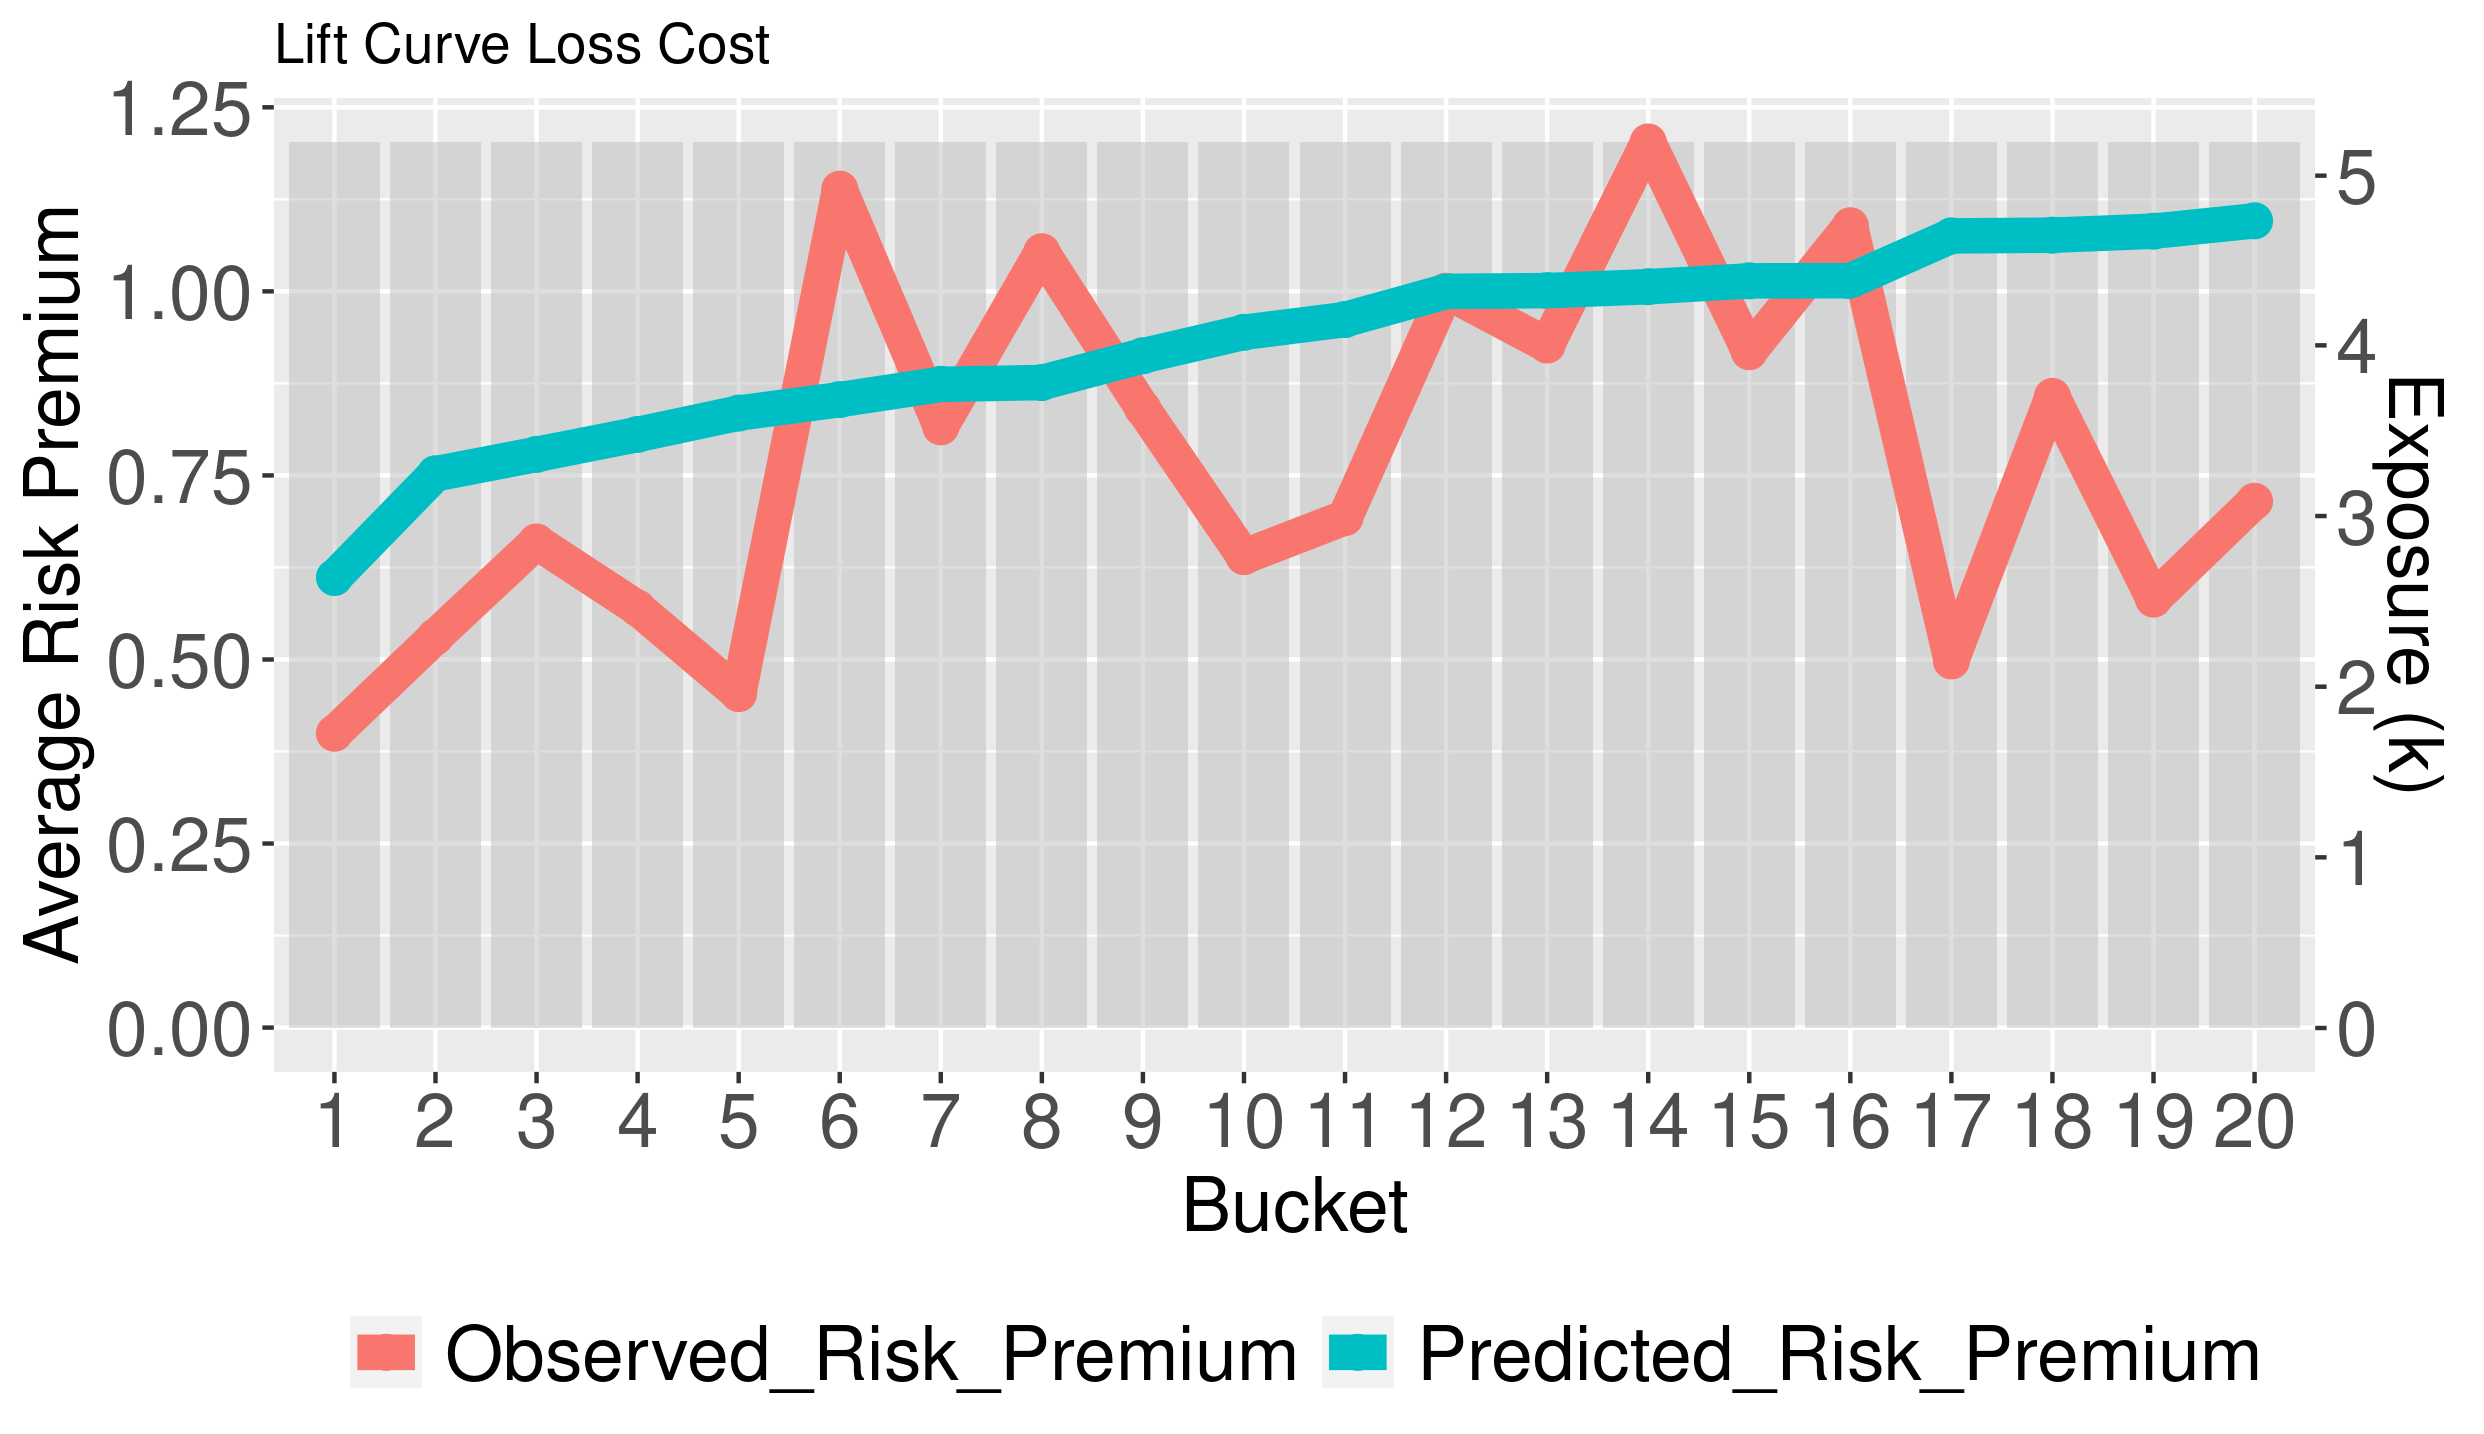 Lift Curve Loss Cost
1.25
1.00
0.75
0.50
0.25
0.00
Average Risk Premium
5
4
3
2
1
0
Exposure (k)
1 2 3 4 5 6 7 8 9 10 11 12 13 14 15 16 17 18 19 20
Bucket
Observed_Risk_Premium Predicted_Risk_Premium